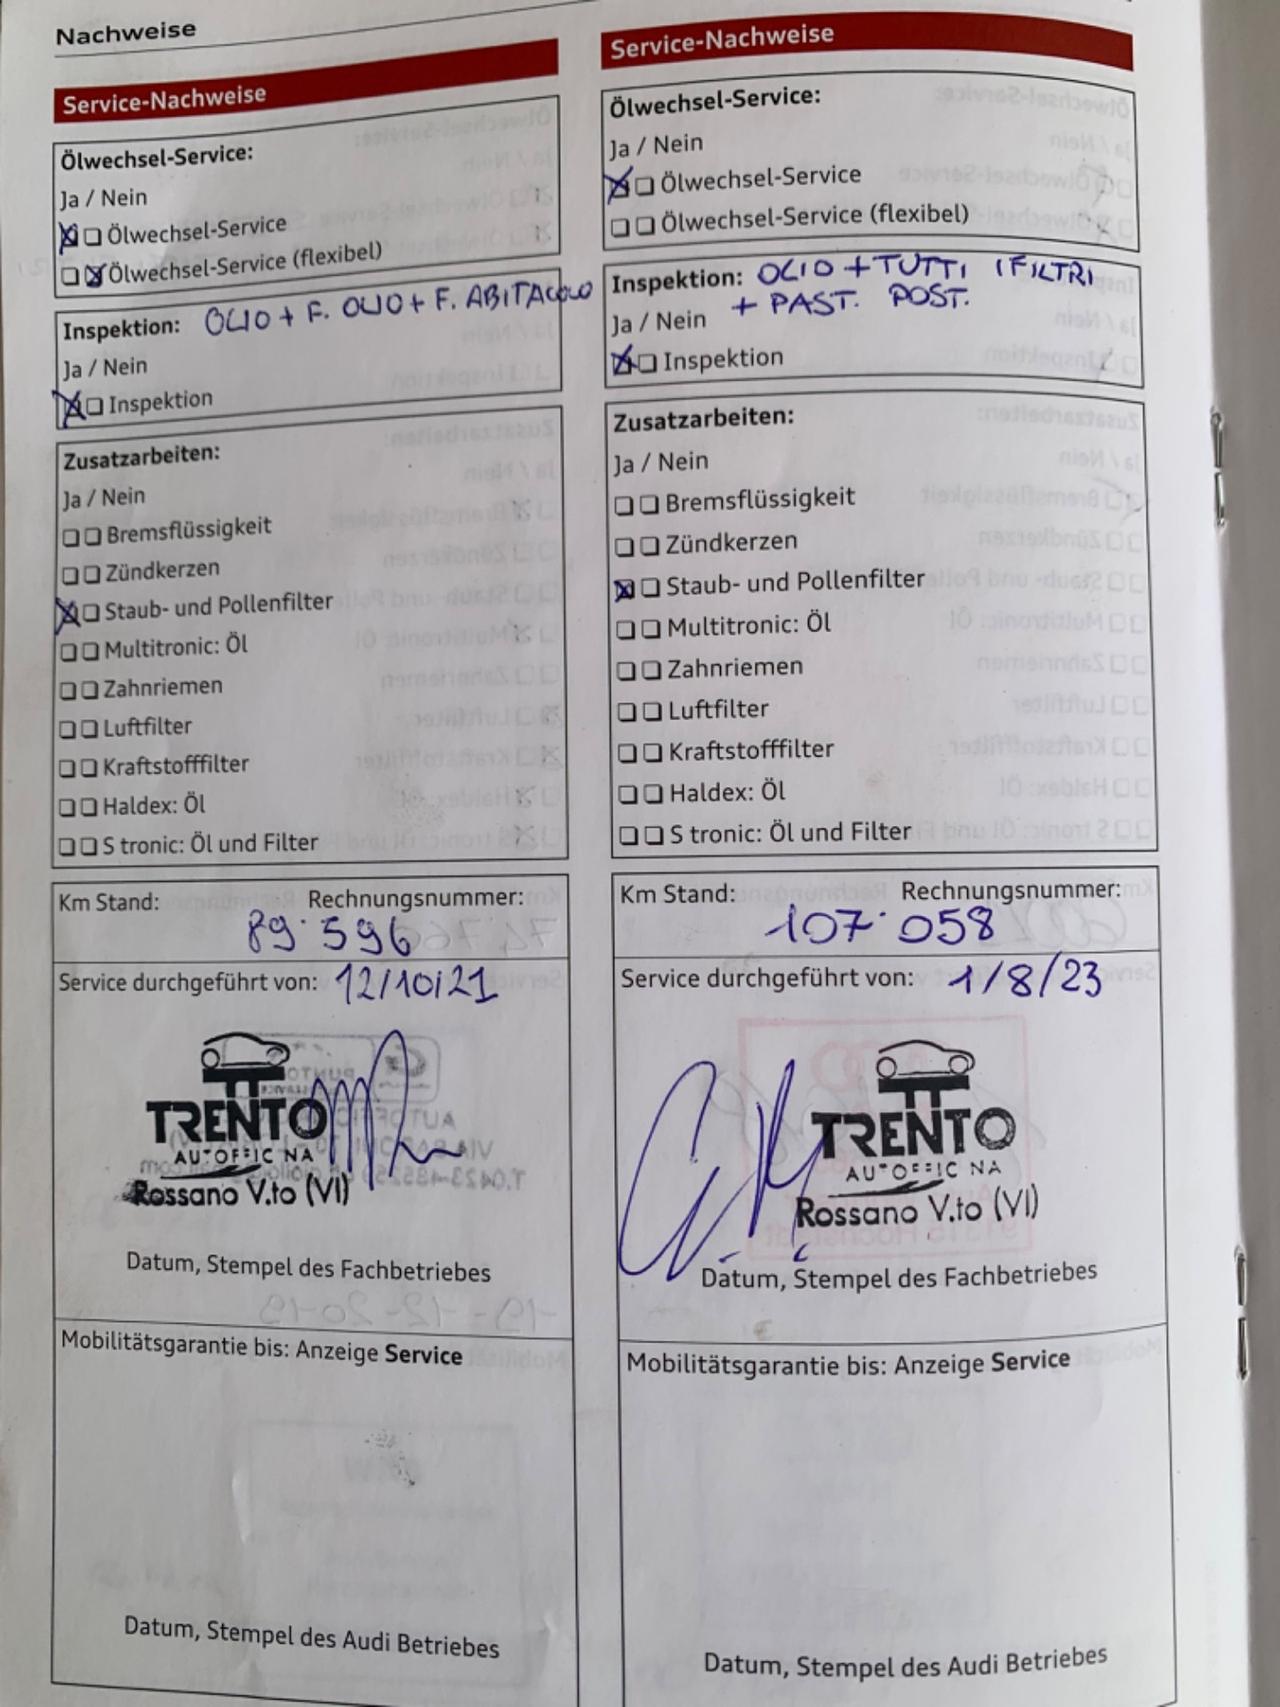 Nachweise
Service-Nachweise
Ölwechsel-Service:
Ja / Nein
Ölwechsel-Service
Ölwechsel-Service (flexibel)
Inspektion: OLIO + F. OLIO + F. ABITACOLO
Ja / Nein
Inspektion
Zusatzarbeiten:
Ja / Nein
Bremsflüssigkeit
Zündkerzen
Staub- und Pollenfilter
Multitronic: Öl
Zahnriemen
Luftfilter
Kraftstofffilter
Haldex: Öl
S tronic: Öl und Filter
Km Stand: Rechnungsnummer:
89.596
Service durchgeführt von: 12/10/21
TRENTO
AUTOFFICINA
Rossano V.to (VI)
Datum, Stempel des Fachbetriebes
Mobilitätsgarantie bis: Anzeige Service
Datum, Stempel des Audi Betriebes
Service-Nachweise
Ölwechsel-Service:
Ja / Nein
Ölwechsel-Service
Ölwechsel-Service (flexibel)
Inspektion: OLIO + TUTTI I FILTRI
+ PAST. POST.
Ja / Nein
Inspektion
Zusatzarbeiten:
Ja / Nein
Bremsflüssigkeit
Zündkerzen
Staub- und Pollenfilter
Multitronic: Öl
Zahnriemen
Luftfilter
Kraftstofffilter
Haldex: Öl
S tronic: Öl und Filter
Km Stand: Rechnungsnummer:
107.058
Service durchgeführt von: 1/8/23
TRENTO
AUTOFFICINA
Rossano V.to (VI)
Datum, Stempel des Fachbetriebes
Mobilitätsgarantie bis: Anzeige Service
Datum, Stempel des Audi Betriebes